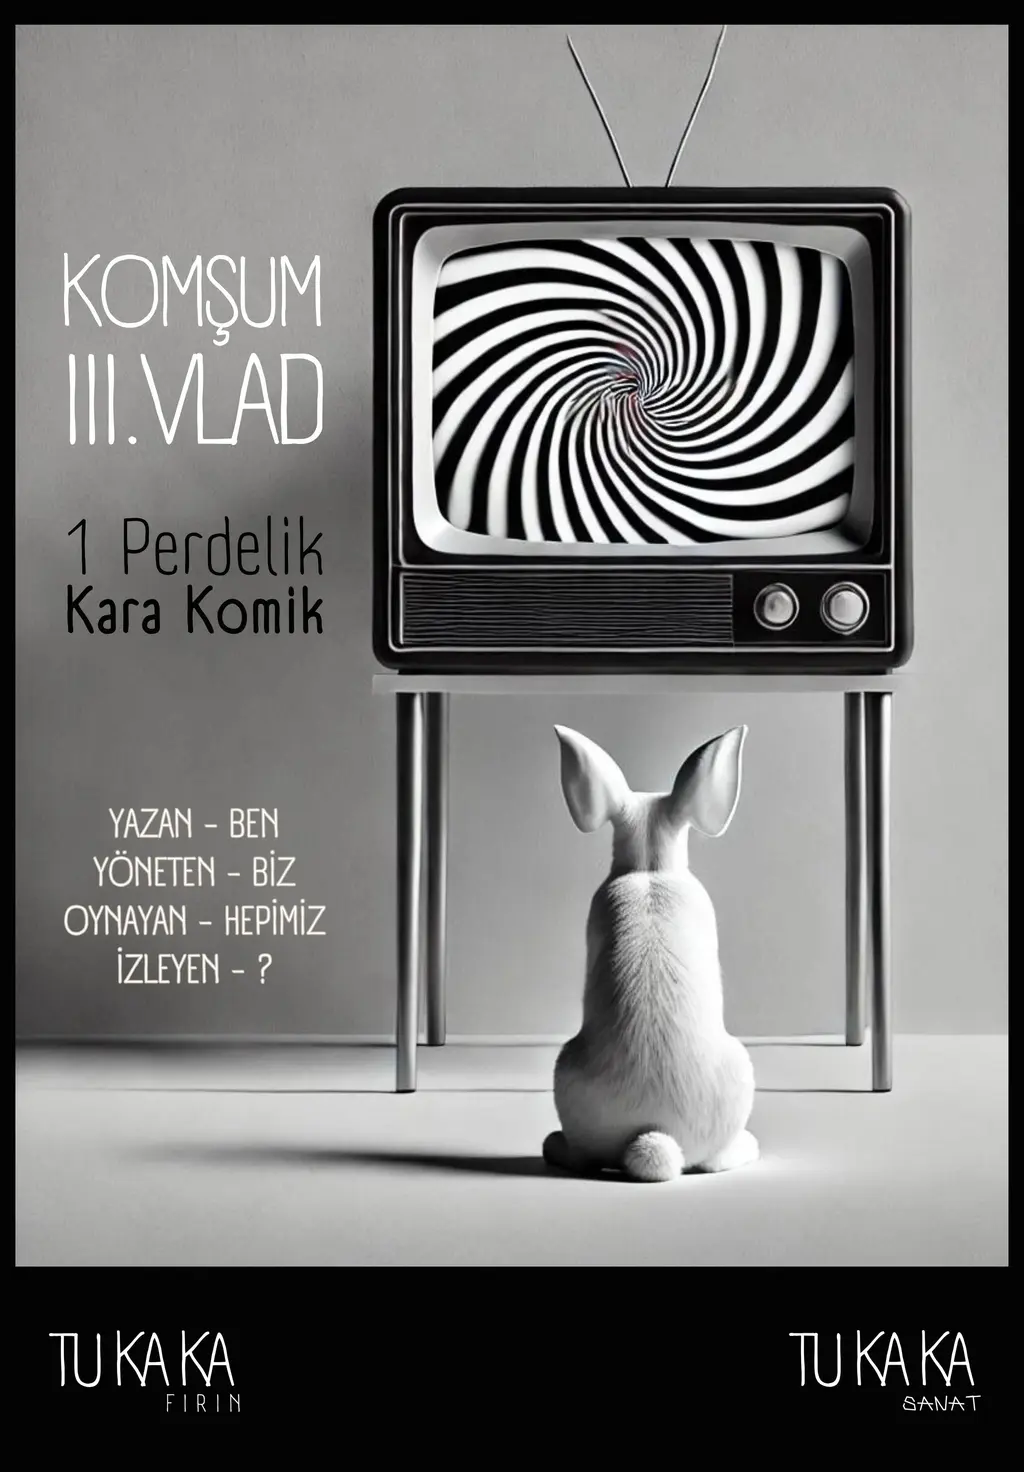 KOMŞUM
III.VLAD
1 Perdelik
Kara Komik
YAZAN - BEN
YÖNETEN - BİZ
OYNAYAN - HEPİMİZ
İZLEYEN - ?
TU KA KA
FIRIN
TU KA KA
SANAT